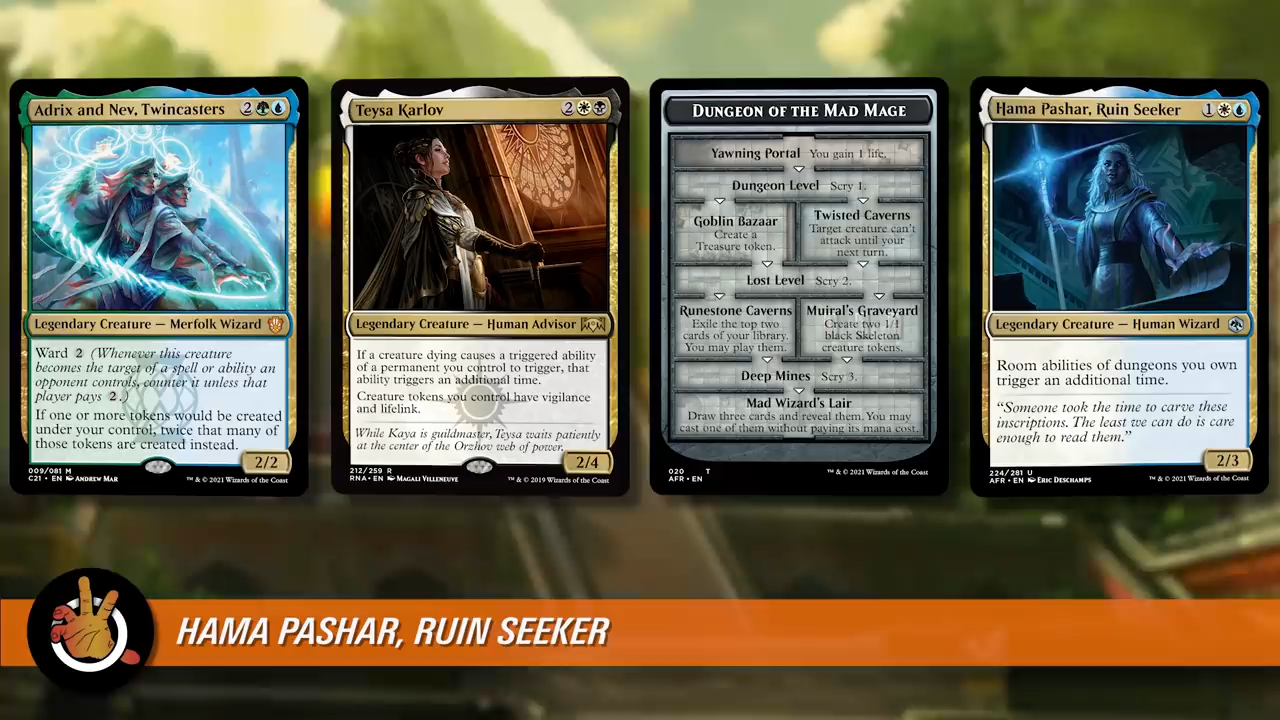 Adrix and Nev, Twincasters 2
Legendary Creature — Merfolk Wizard
Ward 2 (Whenever this creature
becomes the target of a spell or ability an
opponent controls, counter it unless that
player pays 2.)
If one or more tokens would be created
under your control, twice that many of
those tokens are created instead.
2/2
009/081 M
C21 • EN Andrew Mar
™ & © 2021 Wizards of the Coast
Teysa Karlov 2
Legendary Creature — Human Advisor
If a creature dying causes a triggered ability
of a permanent you control to trigger, that
ability triggers an additional time.
Creature tokens you control have vigilance
and lifelink.
While Kaya is guildmaster, Teysa waits patiently
at the center of the Orzhov web of power.
2/4
212/259 R
RNA • EN Magali Villeneuve
™ & © 2019 Wizards of the Coast
Dungeon of the Mad Mage
Yawning Portal You gain 1 life.
Dungeon Level Scry 1.
Goblin Bazaar
Create a
Treasure token.
Twisted Caverns
Target creature can't
attack until your
next turn.
Lost Level Scry 2.
Runestone Caverns
Exile the top two
cards of your library.
You may play them.
Muiral's Graveyard
Create two 1/1
black Skeleton
creature tokens.
Deep Mines Scry 3.
Mad Wizard's Lair
Draw three cards and reveal them. You may
cast one of them without paying its mana cost.
020 T
AFR • EN
™ & © 2021 Wizards of the Coast
Hama Pashar, Ruin Seeker 1
Legendary Creature — Human Wizard
Room abilities of dungeons you own
trigger an additional time.
“Someone took the time to carve these
inscriptions. The least we can do is care
enough to read them.”
2/3
224/281 U
AFR • EN Eric Deschamps
™ & © 2021 Wizards of the Coast
HAMA PASHAR, RUIN SEEKER